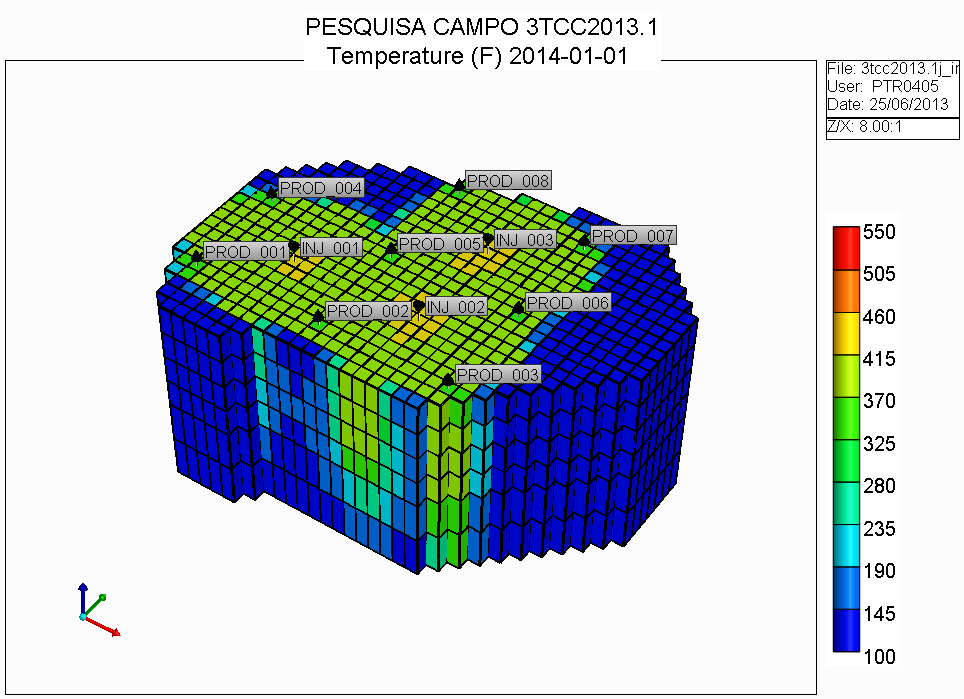 PESQUISA CAMPO 3TCC2013.1
Temperature (F) 2014-01-01
File: 3tcc2013.1j_ir
User: PTR0405
Date: 25/06/2013
Z/X: 8.00:1
PROD_004
PROD_008
PROD_001
INJ_001
PROD_005
INJ_003
PROD_007
PROD_002
INJ_002
PROD_006
PROD_003
550
505
460
415
370
325
280
235
190
145
100